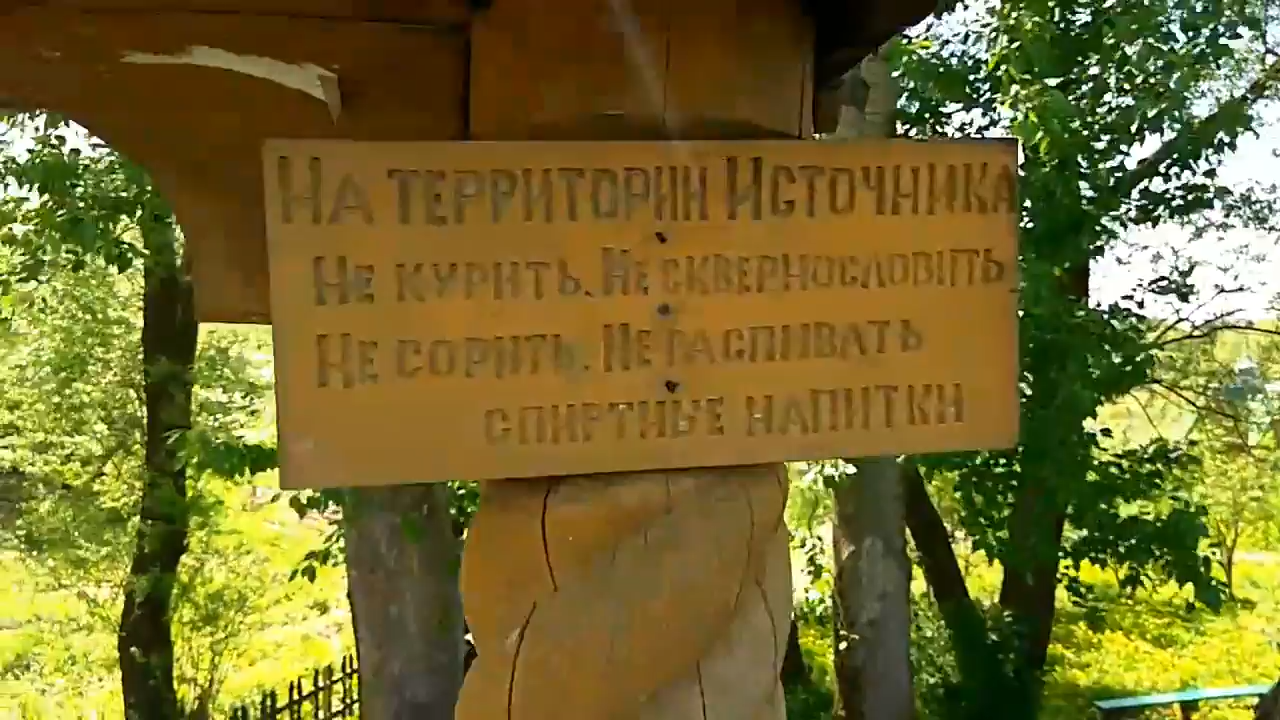 На территории Источника
Не курить. Не сквернословить.
Не сорить. Не распивать
спиртные напитки